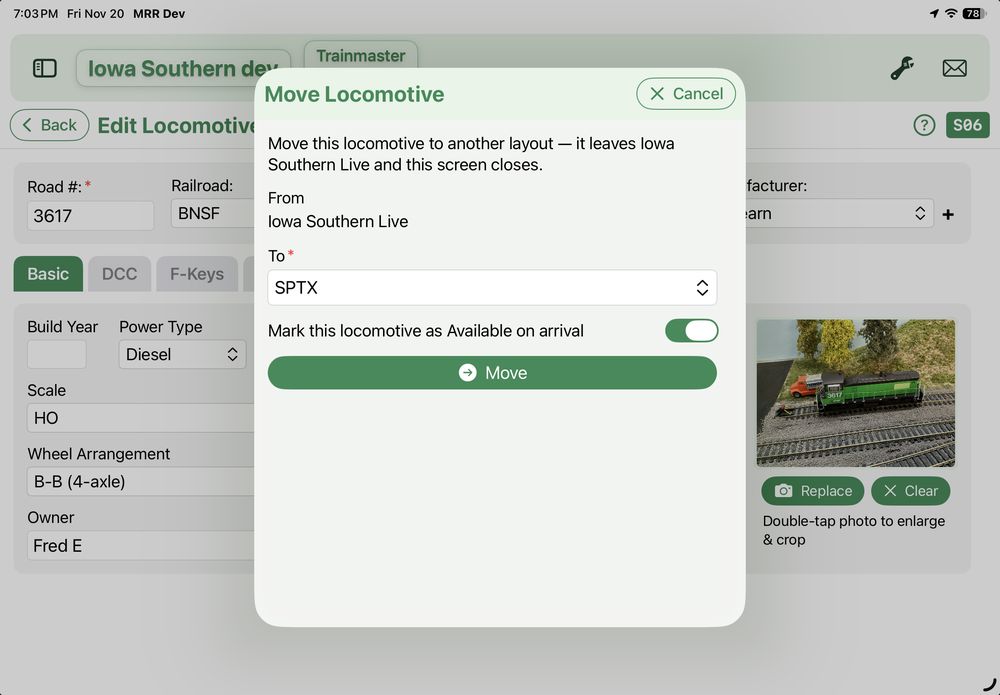 7:03 PM Fri Nov 20 MRR Dev
78
Iowa Southern dev
Trainmaster
Move Locomotive
Cancel
Back
Edit Locomotive
? S06
Move this locomotive to another layout — it leaves Iowa
Southern Live and this screen closes.
Road #:*
Railroad:
facturer:
3617
BNSF
earn
+
From
Iowa Southern Live
To*
SPTX
Basic
DCC
F-Keys
Mark this locomotive as Available on arrival
Move
Build Year
Power Type
Diesel
Scale
HO
Wheel Arrangement
B-B (4-axle)
Owner
Fred E
3617
Replace
Clear
Double-tap photo to enlarge
& crop